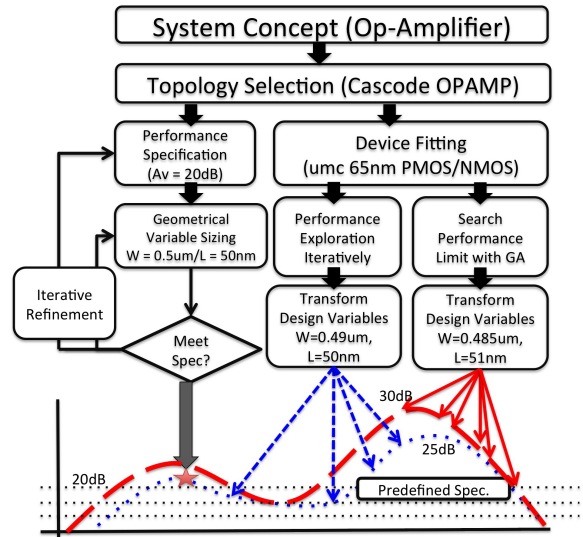 System Concept (Op-Amplifier)
Topology Selection (Cascode OPAMP)
Performance
Specification
(Av = 20dB)
Device Fitting
(umc 65nm PMOS/NMOS)
Geometrical
Variable Sizing
W = 0.5um/L = 50nm
Performance
Exploration
Iteratively
Search
Performance
Limit with GA
Iterative
Refinement
Meet
Spec?
Transform
Design Variables
W=0.49um,
L=50nm
Transform
Design Variables
W=0.485um,
L=51nm
30dB
25dB
20dB
Predefined Spec.